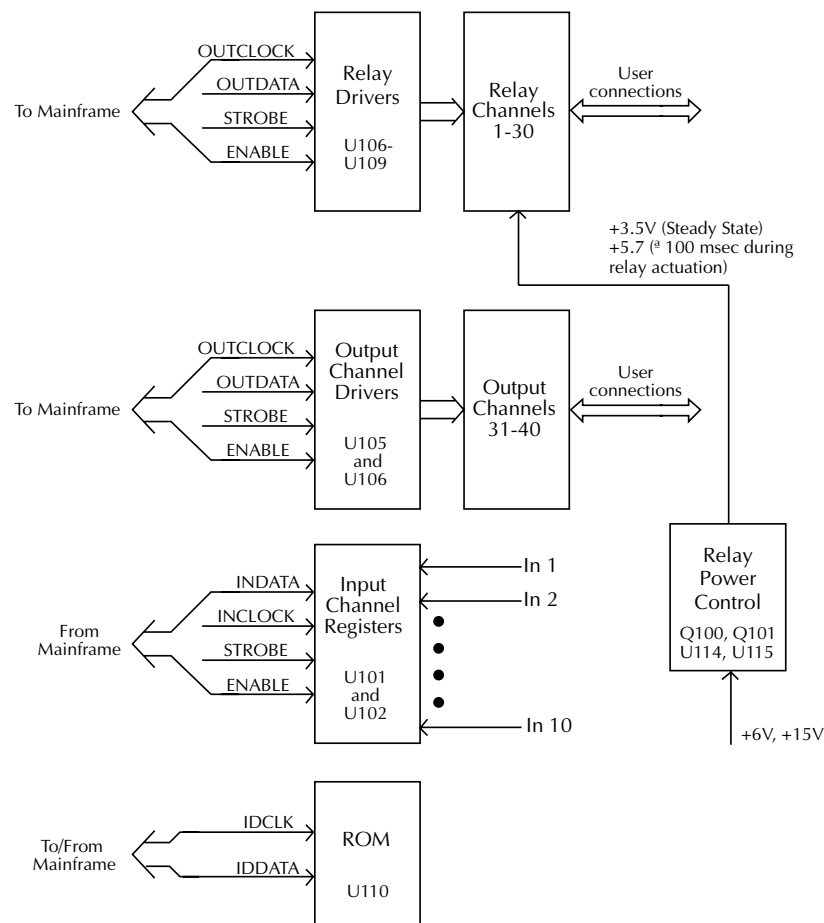 OUTCLOCK
OUTDATA
STROBE
ENABLE
To Mainframe
Relay
Drivers
U106-
U109
Relay
Channels
1-30
User
connections
+3.5V (Steady State)
+5.7 (ª 100 msec during
relay actuation)
OUTCLOCK
OUTDATA
STROBE
ENABLE
To Mainframe
Output
Channel
Drivers
U105
and
U106
Output
Channels
31-40
User
connections
INDATA
INCLOCK
STROBE
ENABLE
From
Mainframe
Input
Channel
Registers
U101
and
U102
In 1
In 2
In 10
Relay
Power
Control
Q100, Q101
U114, U115
+6V, +15V
To/From
Mainframe
IDCLK
IDDATA
ROM
U110